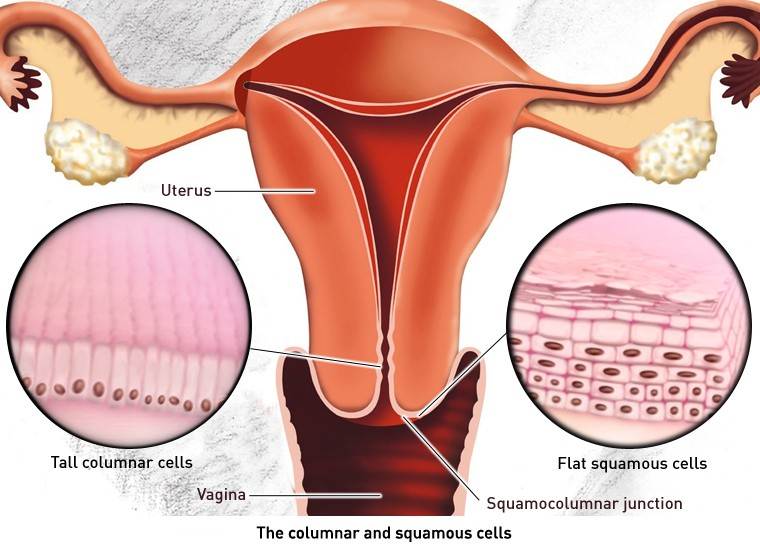 Uterus
Tall columnar cells
Flat squamous cells
Vagina
Squamocolumnar junction
The columnar and squamous cells